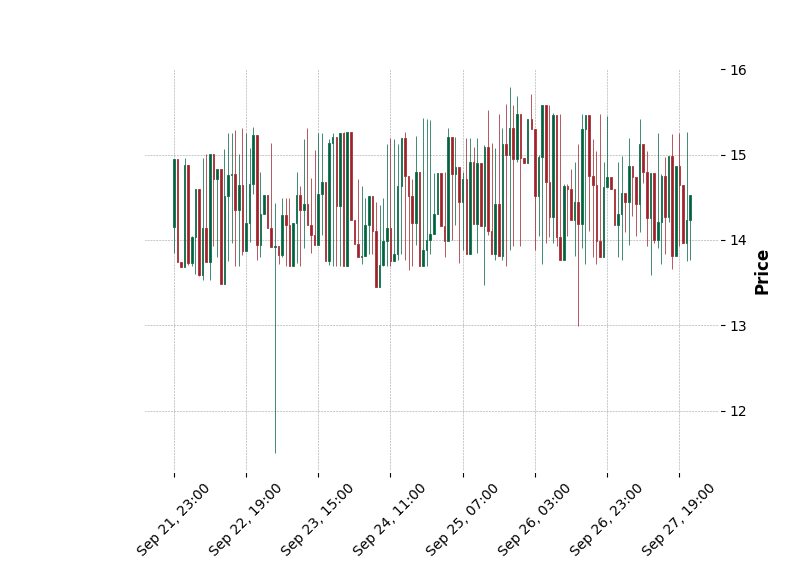 16
15
14
13
12
Price
Sep 21, 23:00
Sep 22, 19:00
Sep 23, 15:00
Sep 24, 11:00
Sep 25, 07:00
Sep 26, 03:00
Sep 26, 23:00
Sep 27, 19:00